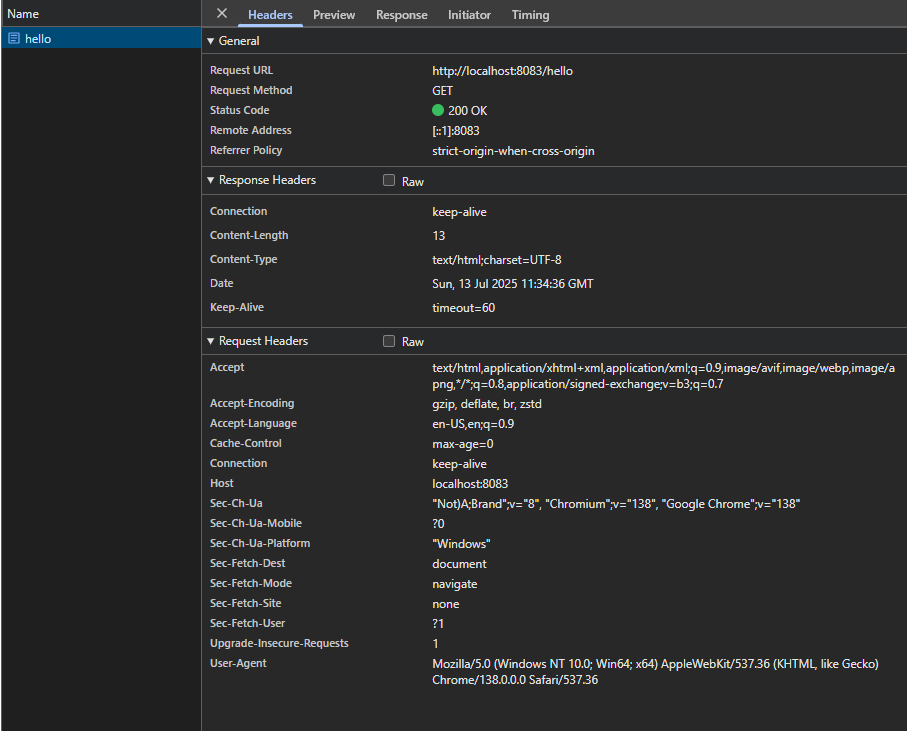 Name
Headers Preview Response Initiator Timing
hello
General
Request URL http://localhost:8083/hello
Request Method GET
Status Code 200 OK
Remote Address [::1]:8083
Referrer Policy strict-origin-when-cross-origin
Response Headers Raw
Connection keep-alive
Content-Length 13
Content-Type text/html;charset=UTF-8
Date Sun, 13 Jul 2025 11:34:36 GMT
Keep-Alive timeout=60
Request Headers Raw
Accept text/html,application/xhtml+xml,application/xml;q=0.9,image/avif,image/webp,image/a
png,*/*;q=0.8,application/signed-exchange;v=b3;q=0.7
Accept-Encoding gzip, deflate, br, zstd
Accept-Language en-US,en;q=0.9
Cache-Control max-age=0
Connection keep-alive
Host localhost:8083
Sec-Ch-Ua "Not)A;Brand";v="8", "Chromium";v="138", "Google Chrome";v="138"
Sec-Ch-Ua-Mobile ?0
Sec-Ch-Ua-Platform "Windows"
Sec-Fetch-Dest document
Sec-Fetch-Mode navigate
Sec-Fetch-Site none
Sec-Fetch-User ?1
Upgrade-Insecure-Requests 1
User-Agent Mozilla/5.0 (Windows NT 10.0; Win64; x64) AppleWebKit/537.36 (KHTML, like Gecko)
Chrome/138.0.0.0 Safari/537.36